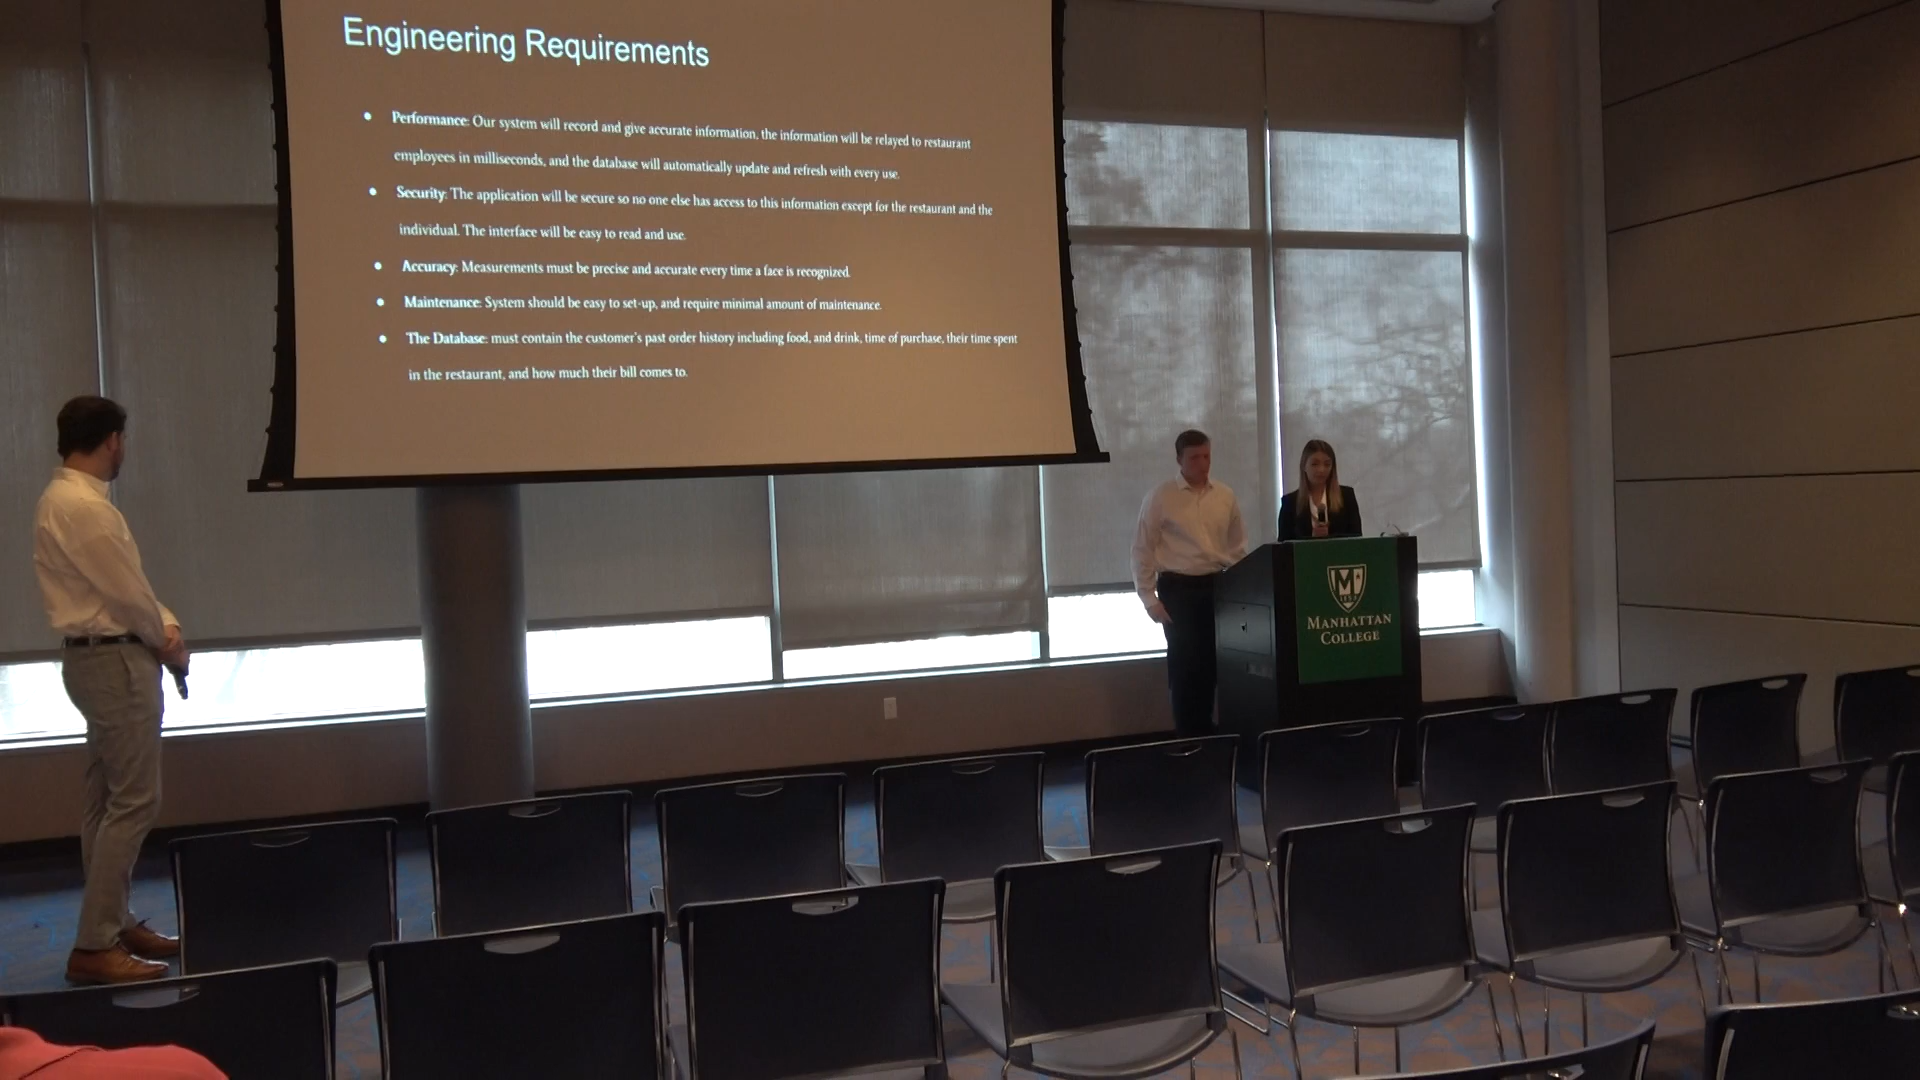 Engineering Requirements
● Performance: Our system will record and give accurate information, the information will be relayed to restaurant
employees in milliseconds, and the database will automatically update and refresh with every use.
● Security: The application will be secure so no one else has access to this information except for the restaurant and the
individual. The interface will be easy to read and use.
● Accuracy: Measurements must be precise and accurate every time a face is recognized.
● Maintenance: System should be easy to set-up, and require minimal amount of maintenance.
● The Database: must contain the customer's past order history including food, and drink, time of purchase, their time spent
in the restaurant, and how much their bill comes to.
M
MANHATTAN
COLLEGE